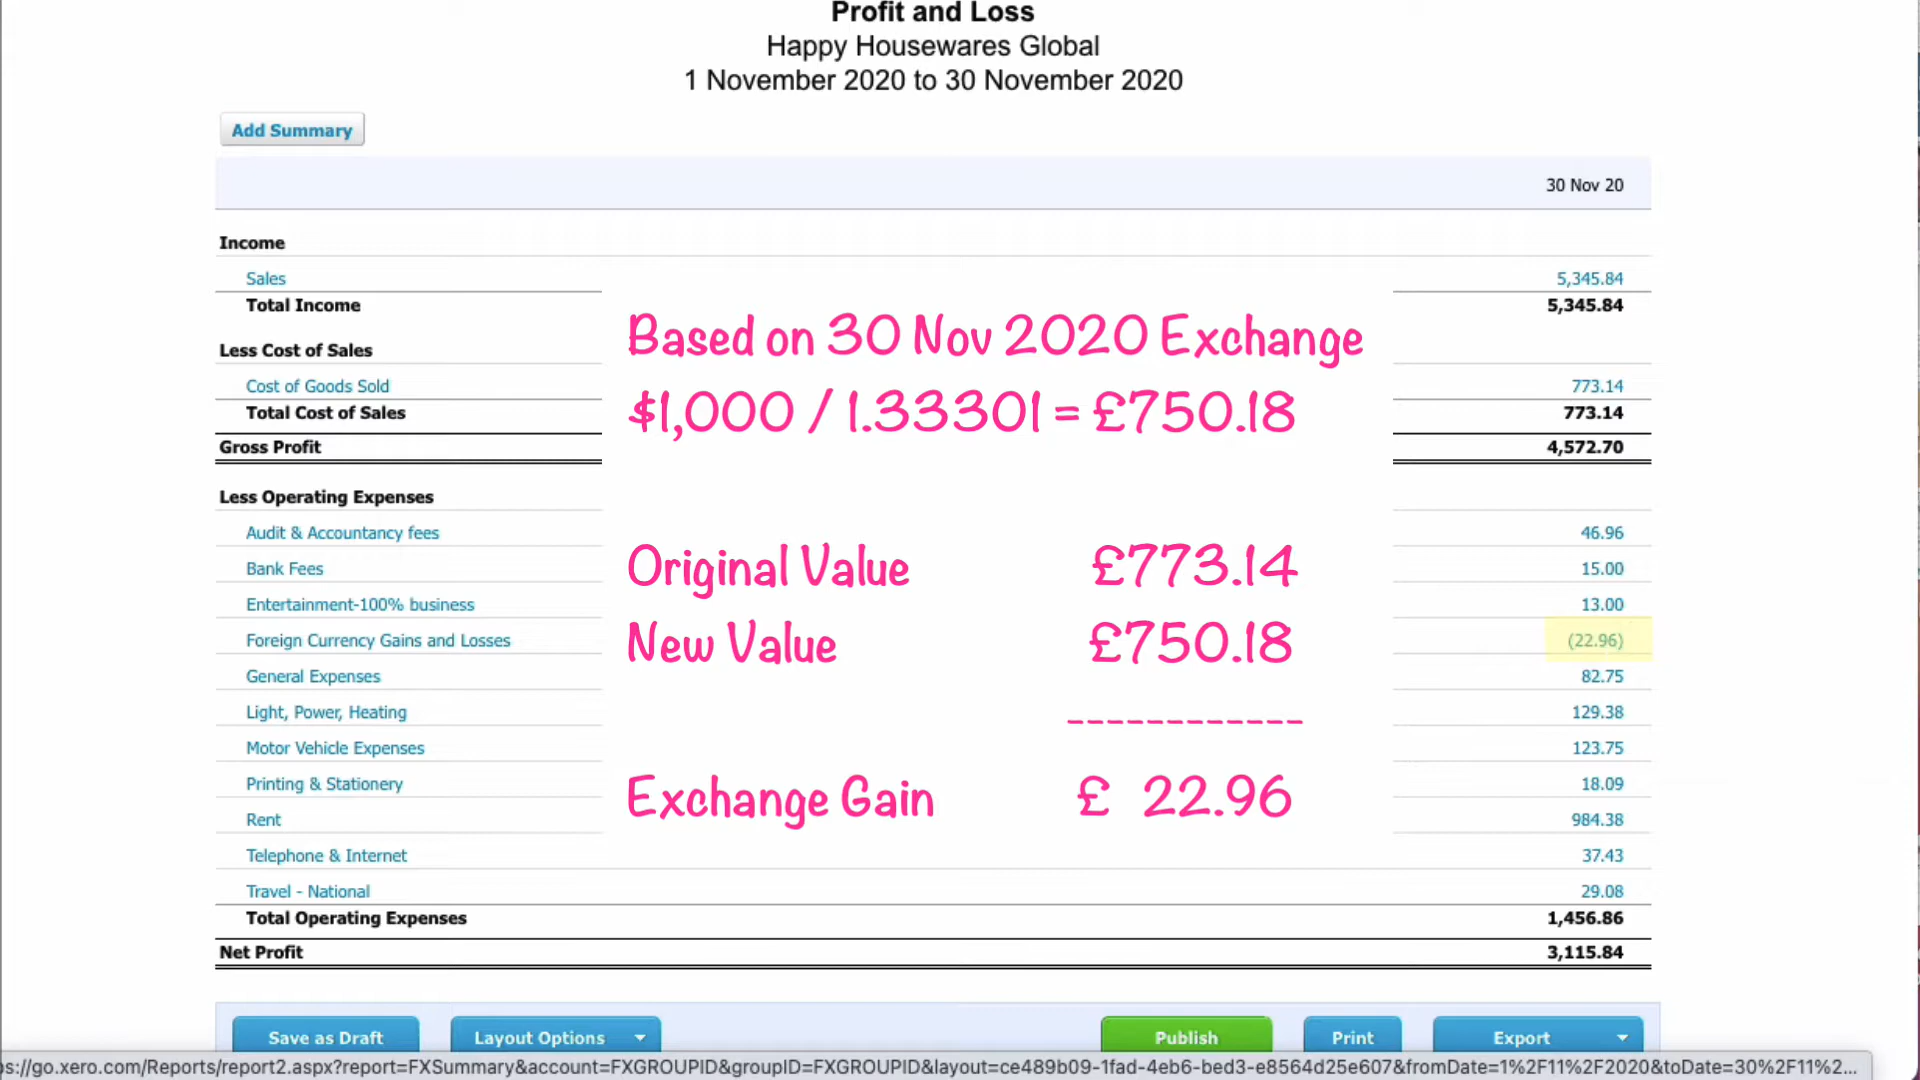 Profit and Loss
Happy Housewares Global
1 November 2020 to 30 November 2020
Add Summary
30 Nov 20
Income
Sales 5,345.84
Total Income 5,345.84
Based on 30 Nov 2020 Exchange
Less Cost of Sales
Cost of Goods Sold 773.14
$1,000 / 1.33301 = £750.18
Total Cost of Sales 773.14
Gross Profit 4,572.70
Less Operating Expenses
Audit & Accountancy fees 46.96
Bank Fees 15.00
Original Value £773.14
Entertainment-100% business 13.00
Foreign Currency Gains and Losses (22.96)
New Value £750.18
General Expenses 82.75
Light, Power, Heating 129.38
------------
Motor Vehicle Expenses 123.75
Printing & Stationery 18.09
Exchange Gain £ 22.96
Rent 984.38
Telephone & Internet 37.43
Travel - National 29.08
Total Operating Expenses 1,456.86
Net Profit 3,115.84
Save as Draft Layout Options Publish Print Export
ps://go.xero.com/Reports/report2.aspx?report=FXSummary&account=FXGROUPID&groupID=FXGROUPID&layout=ce489b09-1fad-4eb6-bed3-e8564d25e607&fromDate=1%2F11%2F2020&toDate=30%2F11%2...